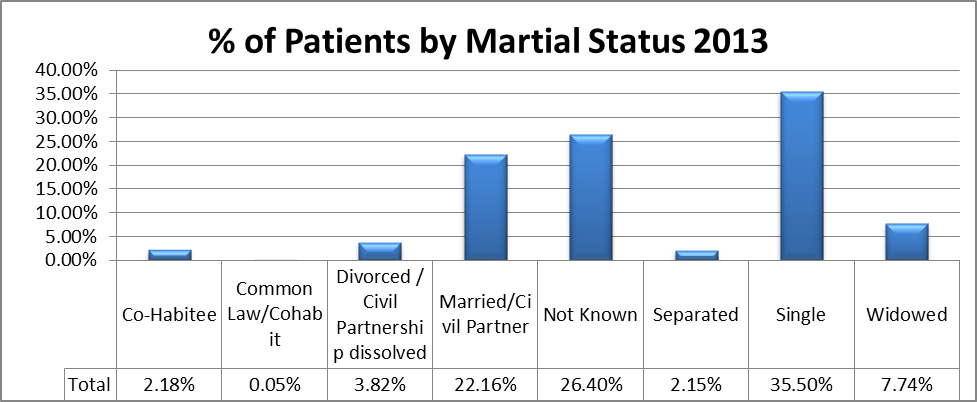 % of Patients by Martial Status 2013
40.00%
35.00%
30.00%
25.00%
20.00%
15.00%
10.00%
5.00%
0.00%
Co-Habitee
Common
Law/Cohab
it
Divorced /
Civil
Partnershi
p dissolved
Married/Ci
vil Partner
Not Known
Separated
Single
Widowed
Total 2.18% 0.05% 3.82% 22.16% 26.40% 2.15% 35.50% 7.74%